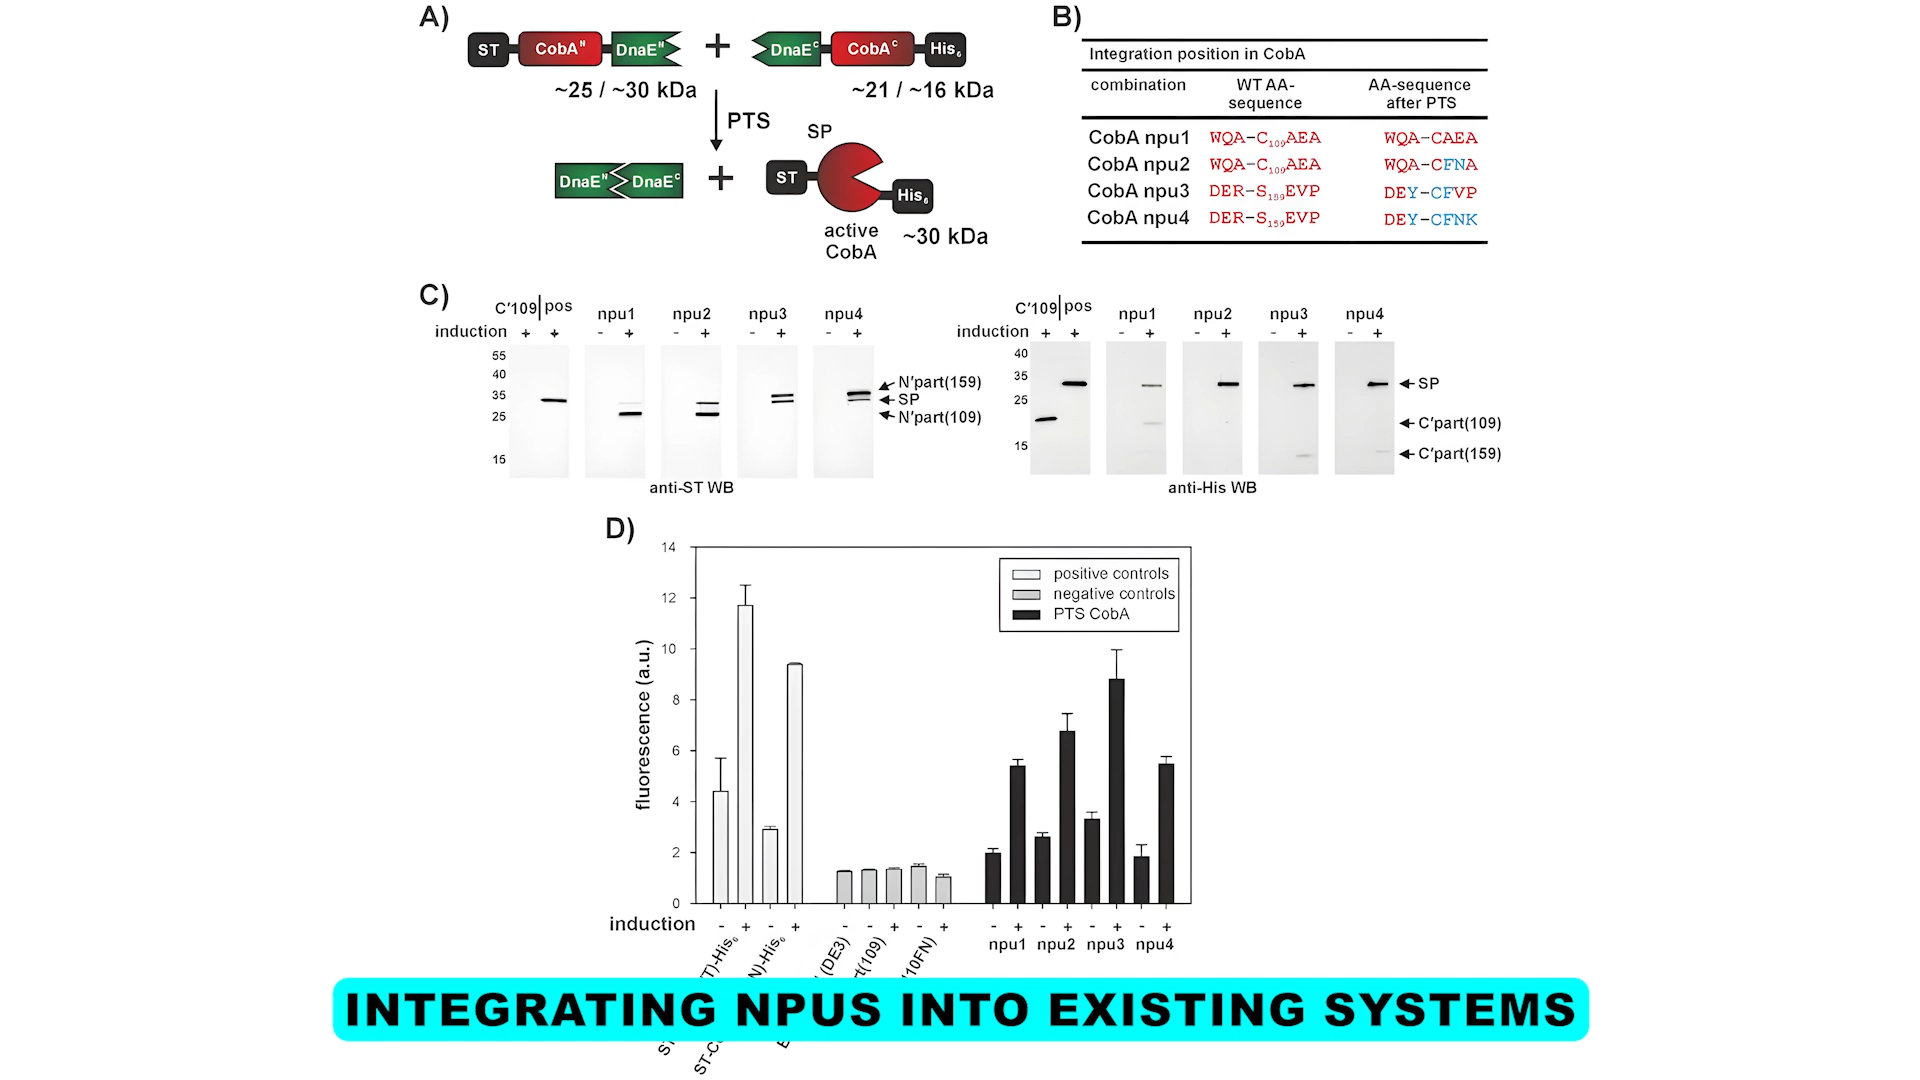 A)
ST CobAᴺ DnaEᴺ + DnaEᶜ CobAᶜ His₆
~25 / ~30 kDa ~21 / ~16 kDa
PTS
SP
DnaEᴺ DnaEᶜ + ST His₆
active
CobA
~30 kDa
B)
Integration position in CobA
combination WT AA-sequence AA-sequence after PTS
CobA npu1 WQA-C₁₀₉AEA WQA-CAEA
CobA npu2 WQA-C₁₀₉AEA WQA-CFNA
CobA npu3 DER-S₁₅₉EVP DEY-CFVP
CobA npu4 DER-S₁₅₉EVP DEY-CFNK
C)
C'109 pos npu1 npu2 npu3 npu4
induction + + - + - + - + - +
55
40
35
25
15
N'part(159)
SP
N'part(109)
anti-ST WB
C'109 pos npu1 npu2 npu3 npu4
induction + + - + - + - + - +
40
35
25
15
SP
C'part(109)
C'part(159)
anti-His WB
D)
14
12
10
8
6
4
2
0
fluorescence (a.u.)
positive controls
negative controls
PTS CobA
induction - + - + - - + - + - + - + - + - +
npu1 npu2 npu3 npu4
INTEGRATING NPUS INTO EXISTING SYSTEMS